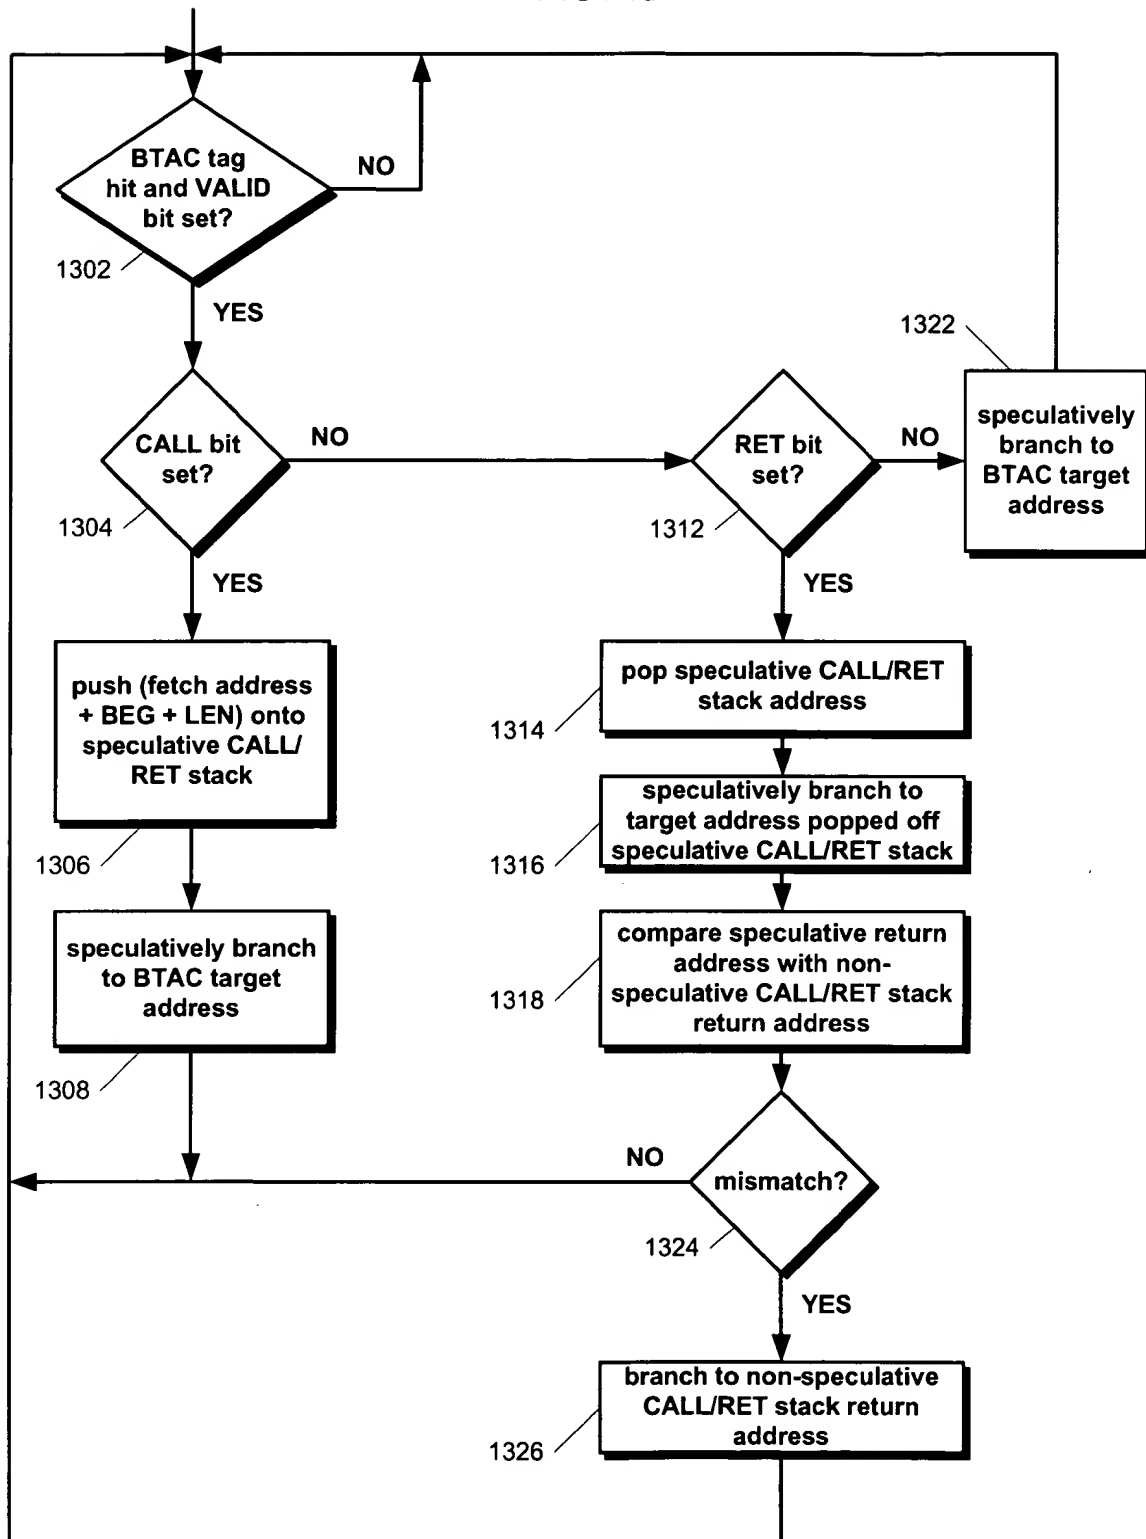 BTAC tag
hit and VALID
bit set?
NO
1302
YES
1322
CALL bit
set?
NO
1304
RET bit
set?
NO
1312
speculatively
branch to
BTAC target
address
YES
YES
push (fetch address
+ BEG + LEN) onto
speculative CALL/
RET stack
1306
pop speculative CALL/RET
stack address
1314
speculatively branch to
target address popped off
speculative CALL/RET stack
1316
speculatively branch
to BTAC target
address
1308
compare speculative return
address with non-
speculative CALL/RET stack
return address
1318
NO
mismatch?
1324
YES
branch to non-speculative
CALL/RET stack return
address
1326